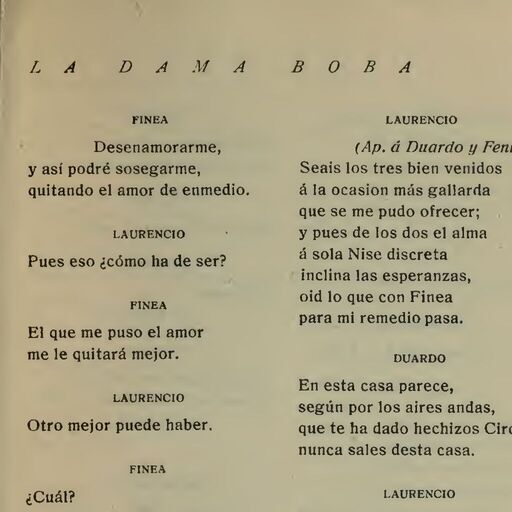 LA DAMA BOBA
FINEA
Desenamorarme,
y así podré sosegarme,
quitando el amor de enmedio.
LAURENCIO
Pues eso ¿cómo ha de ser?
FINEA
El que me puso el amor
me le quitará mejor.
LAURENCIO
Otro mejor puede haber.
FINEA
¿Cuál?
LAURENCIO
(Ap. á Duardo y
Seais los tres bien venidos
á la ocasion más gallarda
que se me pudo ofrecer;
y pues de los dos el alma
á sola Nise discreta
inclina las esperanzas,
oid lo que con Finea
para mi remedio pasa.
DUARDO
En esta casa parece,
según por los aires andas,
que te ha dado hechizos
nunca sales desta casa.
LAURENCIO